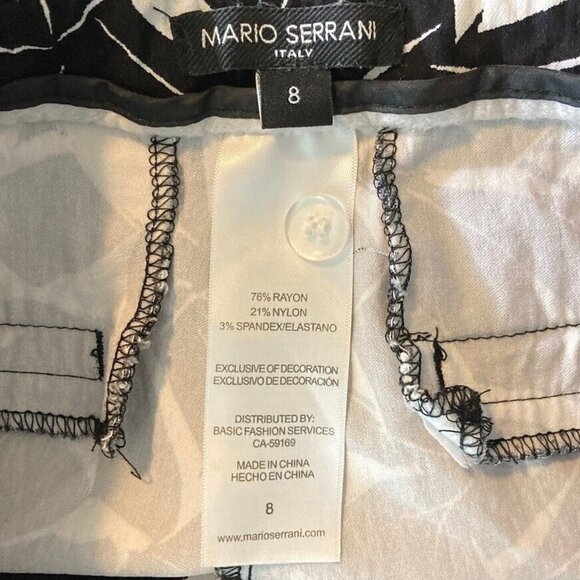 MARIO SERRANI
ITALY
8
76% RAYON
21% NYLON
3% SPANDEX/ELASTANO
EXCLUSIVE OF DECORATION
EXCLUSIVO DE DECORACIÓN
DISTRIBUTED BY:
BASIC FASHION SERVICES
CA-59169
MADE IN CHINA
HECHO EN CHINA
8
www.marioserrani.com